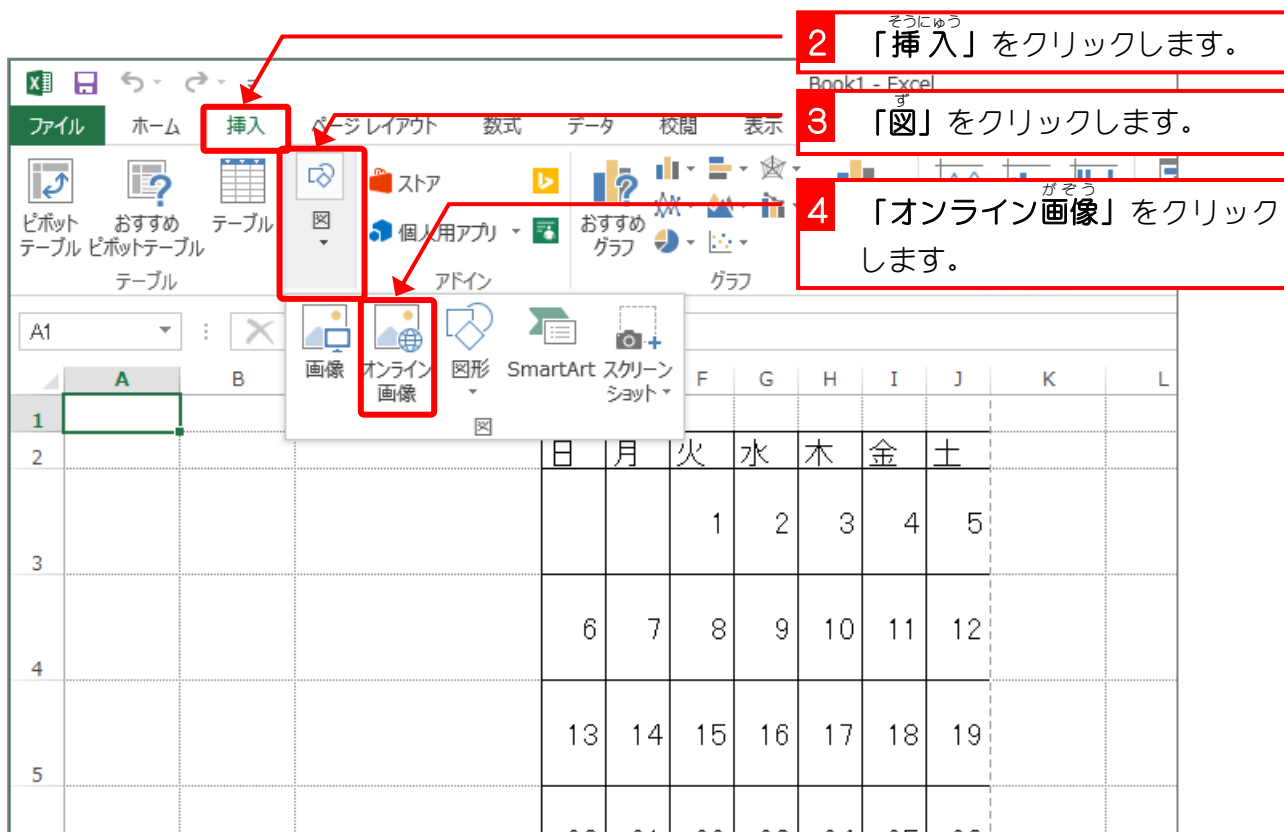 2 「挿入」をクリックします。
そうにゅう
Book1 - Excel
3 「図」をクリックします。
ず
ファイル ホーム 挿入 ページ レイアウト 数式 データ 校閲 表示
4 「オンライン画像」をクリック
がぞう
します。
ピボット
テーブル
おすすめ
ピボットテーブル
テーブル
テーブル
図
ストア
個人用アプリ
アドイン
おすすめ
グラフ
グラフ
画像
オンライン
画像
図形
SmartArt
スクリーン
ショット
図
A1
A B F G H I J K L
1
2 日 月 火 水 木 金 土
3 1 2 3 4 5
4 6 7 8 9 10 11 12
5 13 14 15 16 17 18 19